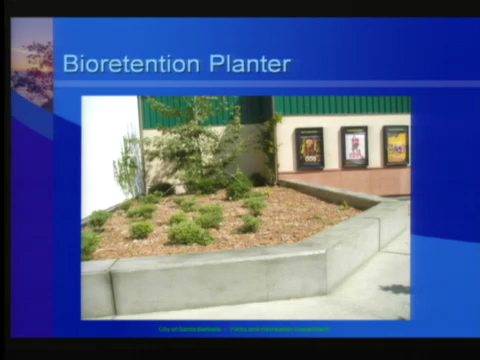 Bioretention Planter
City of Santa Barbara - Parks and Recreation Department